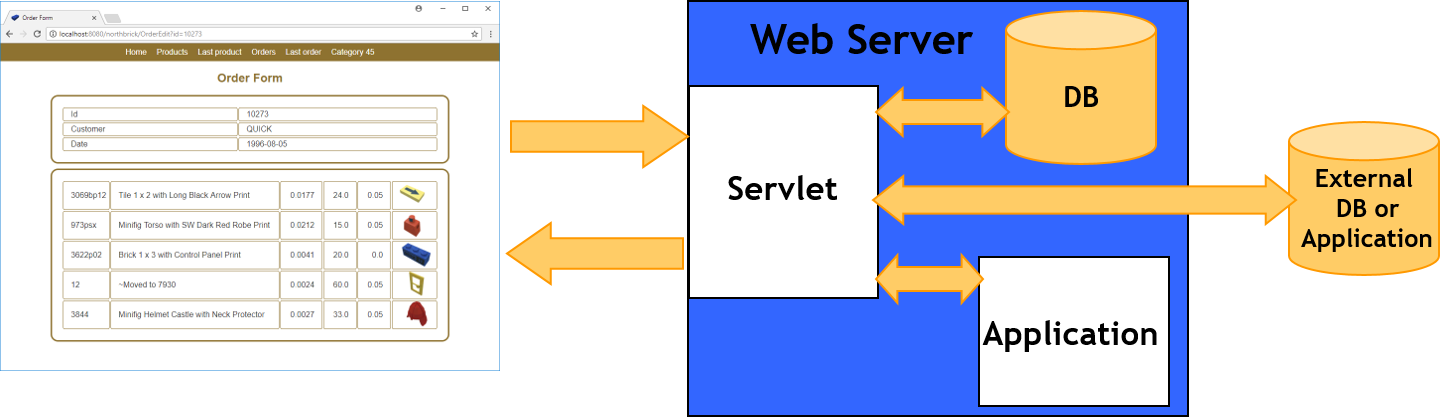 Order Form
localhost:8080/northbrick/OrderEdit?id=10273
Home Products Last product Orders Last order Category 45
Order Form
Id 10273
Customer QUICK
Date 1996-08-05
3069bp12 Tile 1 x 2 with Long Black Arrow Print 0.0177 24.0 0.05
973psx Minifig Torso with SW Dark Red Robe Print 0.0212 15.0 0.05
3622p02 Brick 1 x 3 with Control Panel Print 0.0041 20.0 0.0
12 ~Moved to 7930 0.0024 60.0 0.05
3844 Minifig Helmet Castle with Neck Protector 0.0027 33.0 0.05
Web Server
DB
Servlet
External
DB or
Application
Application